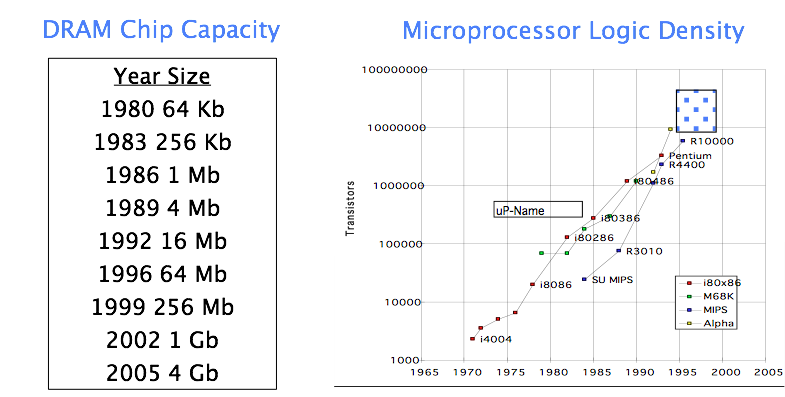 DRAM Chip Capacity
Year Size
1980 64 Kb
1983 256 Kb
1986 1 Mb
1989 4 Mb
1992 16 Mb
1996 64 Mb
1999 256 Mb
2002 1 Gb
2005 4 Gb
Microprocessor Logic Density
100000000
10000000
1000000
100000
10000
1000
Transistors
1965 1970 1975 1980 1985 1990 1995 2000 2005
uP-Name
R10000
Pentium
R4400
i80486
i80386
i80286
R3010
i8086
SU MIPS
i4004
i80x86
M68K
MIPS
Alpha